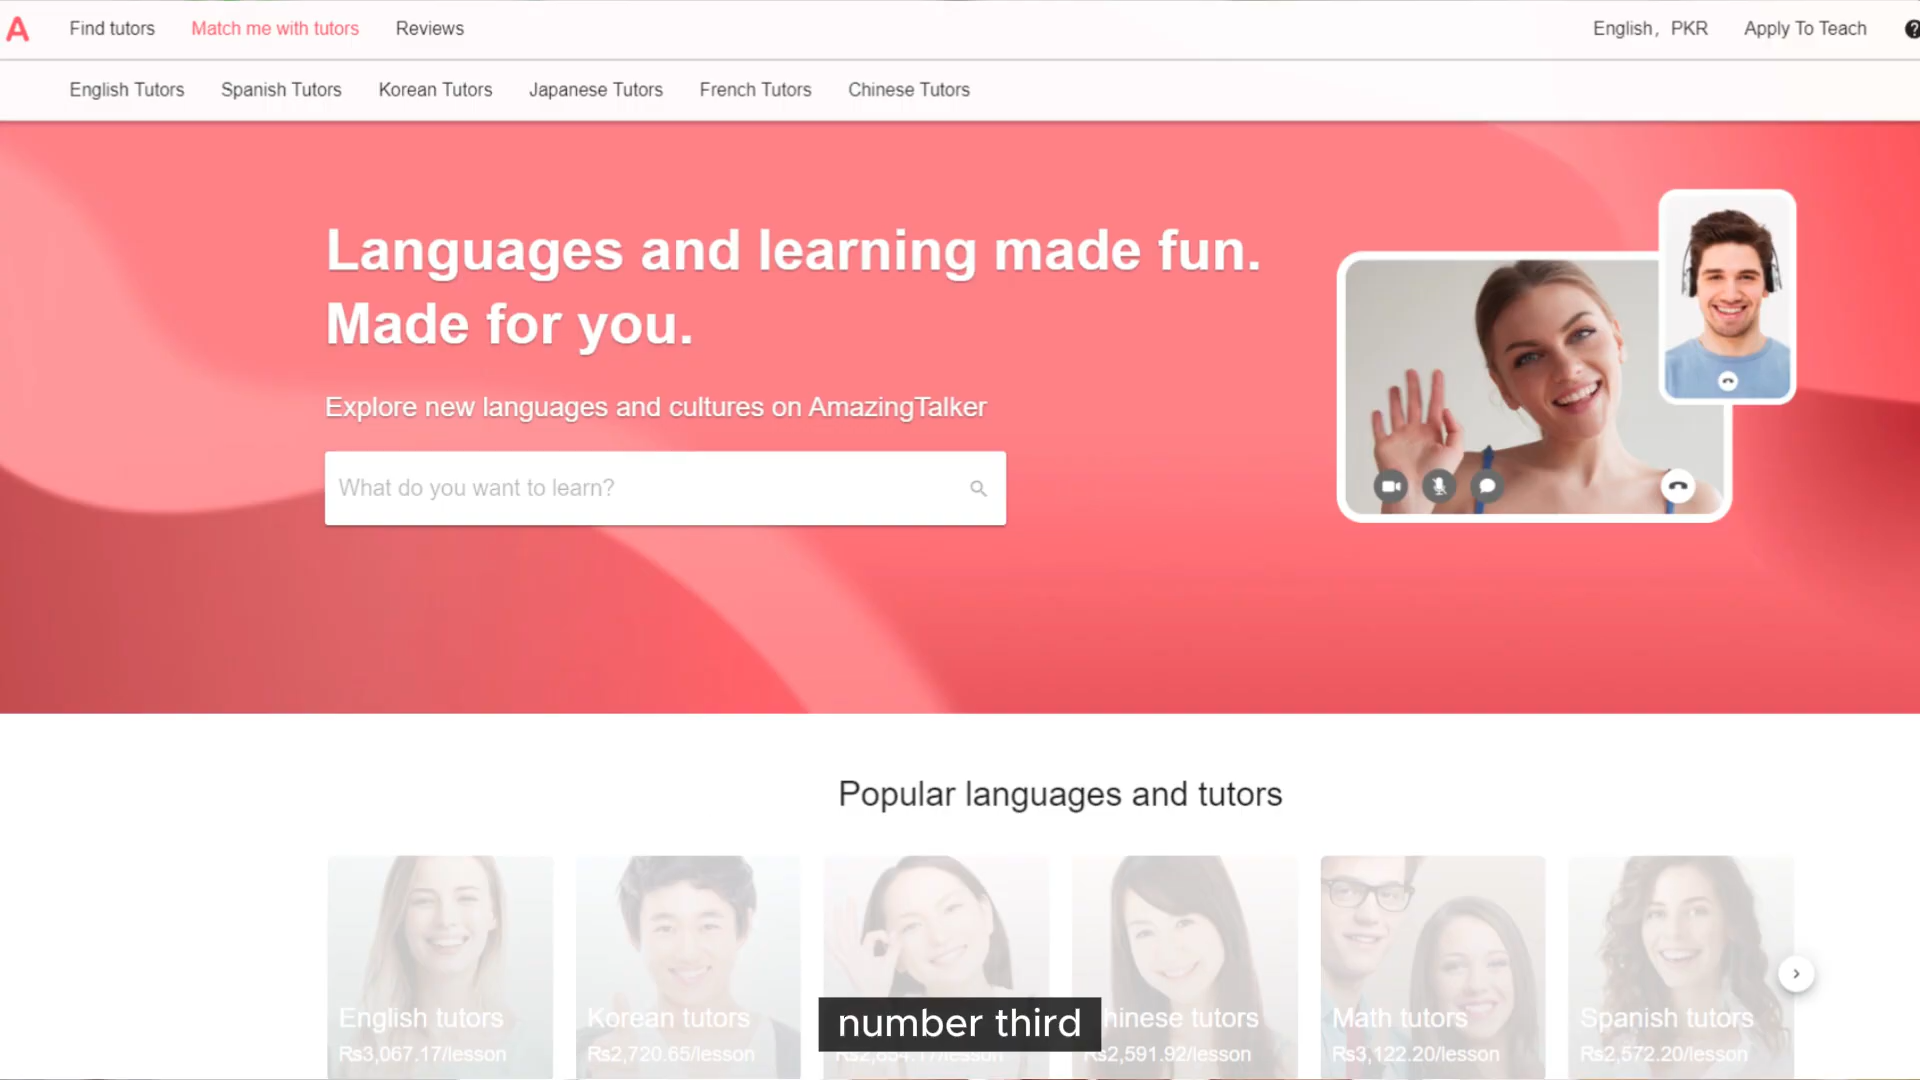 A Find tutors Match me with tutors Reviews English, PKR Apply To Teach ?
English Tutors Spanish Tutors Korean Tutors Japanese Tutors French Tutors Chinese Tutors
Languages and learning made fun.
Made for you.
Explore new languages and cultures on AmazingTalker
What do you want to learn?
Popular languages and tutors
English tutors Korean tutors number third hinese tutors Math tutors Spanish tutors
Rs3,067.17/lesson Rs2,720.65/lesson Rs2,591.92/lesson Rs3,122.20/lesson Rs2,572.20/lesson